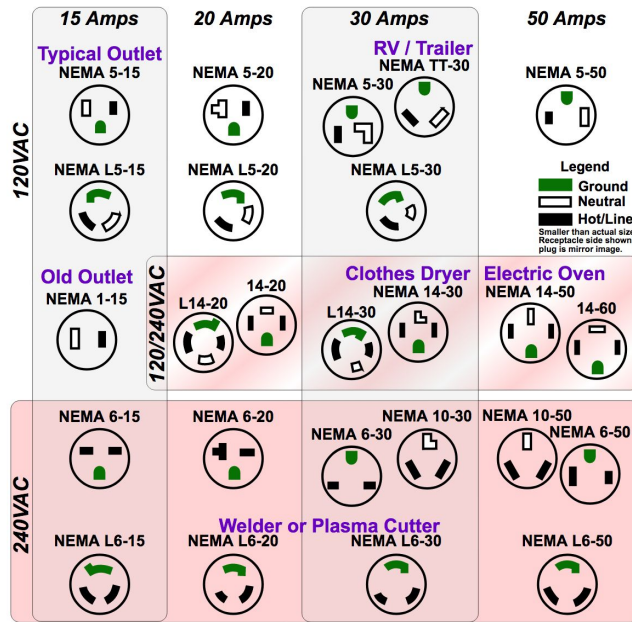 15 Amps 20 Amps 30 Amps 50 Amps
120VAC
Typical Outlet
NEMA 5-15
NEMA 5-20
RV / Trailer
NEMA TT-30
NEMA 5-30
NEMA 5-50
NEMA L5-15
NEMA L5-20
NEMA L5-30
Legend
Ground
Neutral
Hot/Line
Smaller than actual size
Receptacle side shown
plug is mirror image.
Old Outlet
NEMA 1-15
120/240VAC
L14-20
14-20
Clothes Dryer
NEMA 14-30
L14-30
Electric Oven
NEMA 14-50
14-60
240VAC
NEMA 6-15
NEMA 6-20
NEMA 6-30
NEMA 10-30
NEMA 10-50
NEMA 6-50
Welder or Plasma Cutter
NEMA L6-15
NEMA L6-20
NEMA L6-30
NEMA L6-50